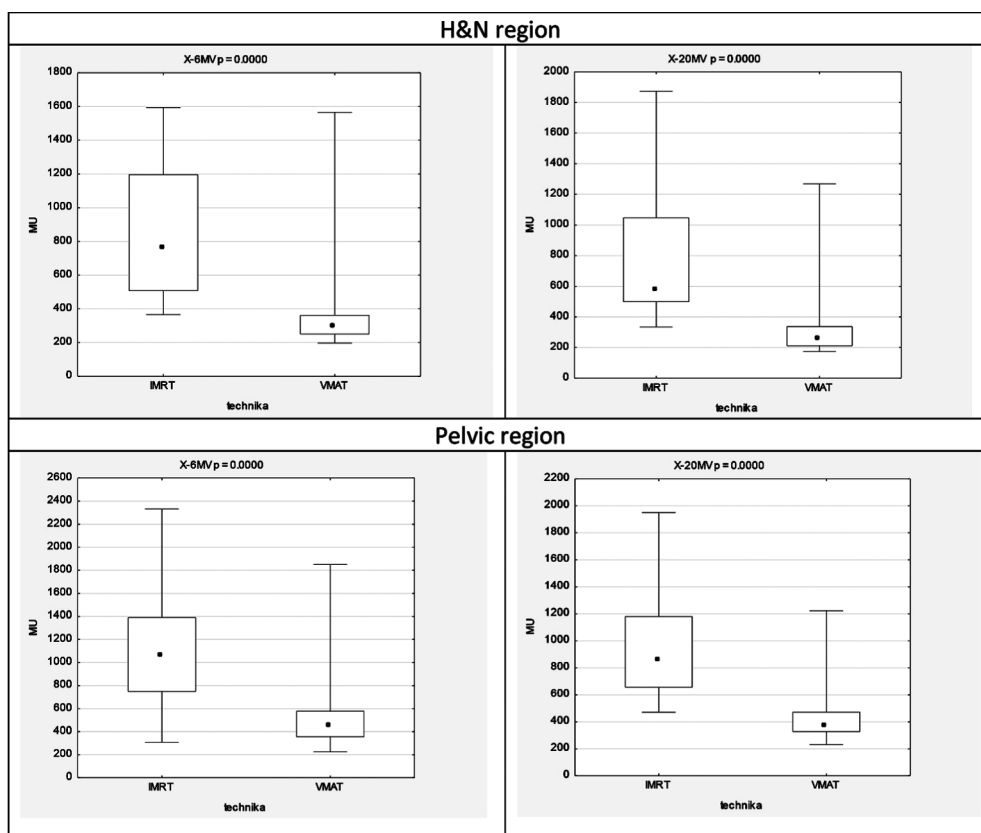 H&N region
X-6MV p = 0.0000
1800
1600
1400
1200
1000
800
600
400
200
0
MU
IMRT VMAT
technika
X-20MV p = 0.0000
2000
1800
1600
1400
1200
1000
800
600
400
200
0
MU
IMRT VMAT
technika
Pelvic region
X-6MV p = 0.0000
2600
2400
2200
2000
1800
1600
1400
1200
1000
800
600
400
200
0
MU
IMRT VMAT
technika
X-20MV p = 0.0000
2200
2000
1800
1600
1400
1200
1000
800
600
400
200
0
MU
IMRT VMAT
technika